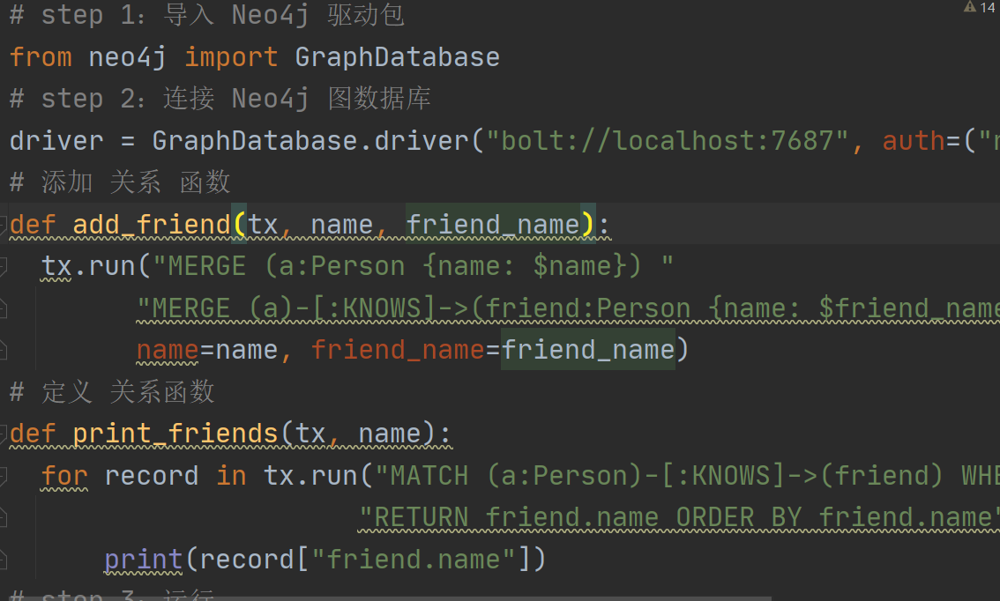 # step 1：导入 Neo4j 驱动包
14
from neo4j import GraphDatabase
# step 2：连接 Neo4j 图数据库
driver = GraphDatabase.driver("bolt://localhost:7687", auth=("n
# 添加 关系 函数
def add_friend(tx, name, friend_name):
tx.run("MERGE (a:Person {name: $name}) "
"MERGE (a)-[:KNOWS]->(friend:Person {name: $friend_name
name=name, friend_name=friend_name)
# 定义 关系函数
def print_friends(tx, name):
for record in tx.run("MATCH (a:Person)-[:KNOWS]->(friend) WHE
"RETURN friend.name ORDER BY friend.name"
print(record["friend.name"])
# step 3：运行